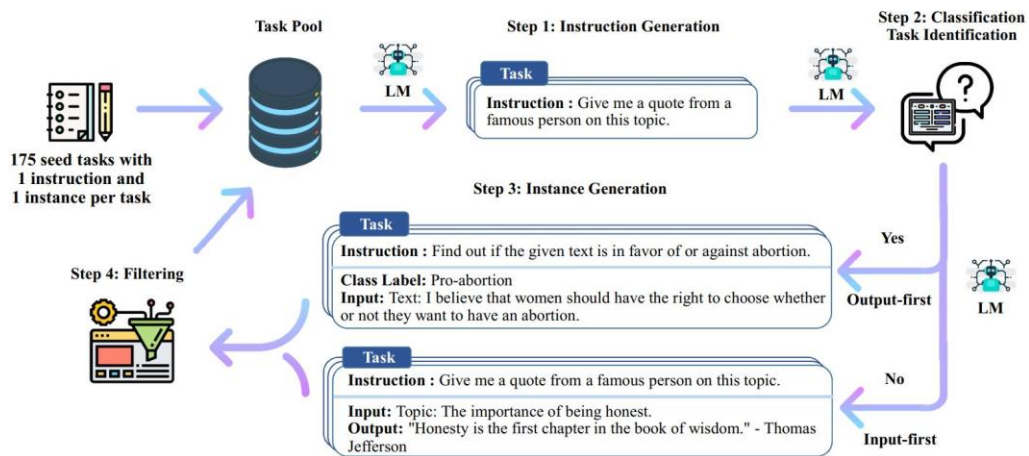 Task Pool
Step 1: Instruction Generation
Step 2: Classification
Task Identification
LM
Task
Instruction : Give me a quote from a
famous person on this topic.
LM
175 seed tasks with
1 instruction and
1 instance per task
Step 3: Instance Generation
Task
Instruction : Find out if the given text is in favor of or against abortion.
Class Label: Pro-abortion
Input: Text: I believe that women should have the right to choose whether
or not they want to have an abortion.
Yes
Output-first
LM
Step 4: Filtering
Task
Instruction : Give me a quote from a famous person on this topic.
Input: Topic: The importance of being honest.
Output: "Honesty is the first chapter in the book of wisdom." - Thomas
Jefferson
No
Input-first